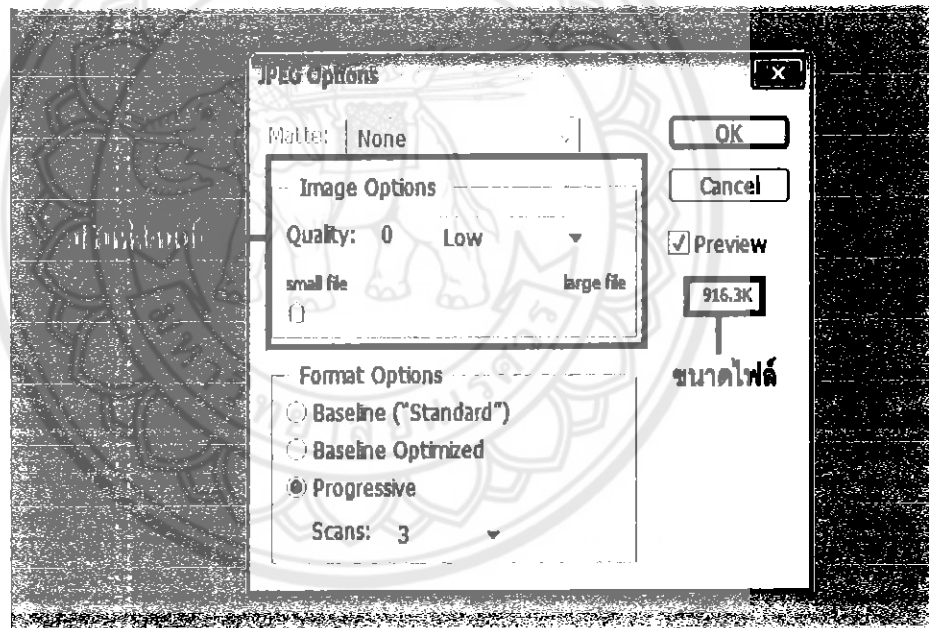 JPEG Options
Matte: None
OK
Image Options
Cancel
Quality: 0 Low
Preview
small file large file
916.3K
ขนาดไฟล์
Format Options
Baseline ("Standard")
Baseline Optimized
Progressive
Scans: 3